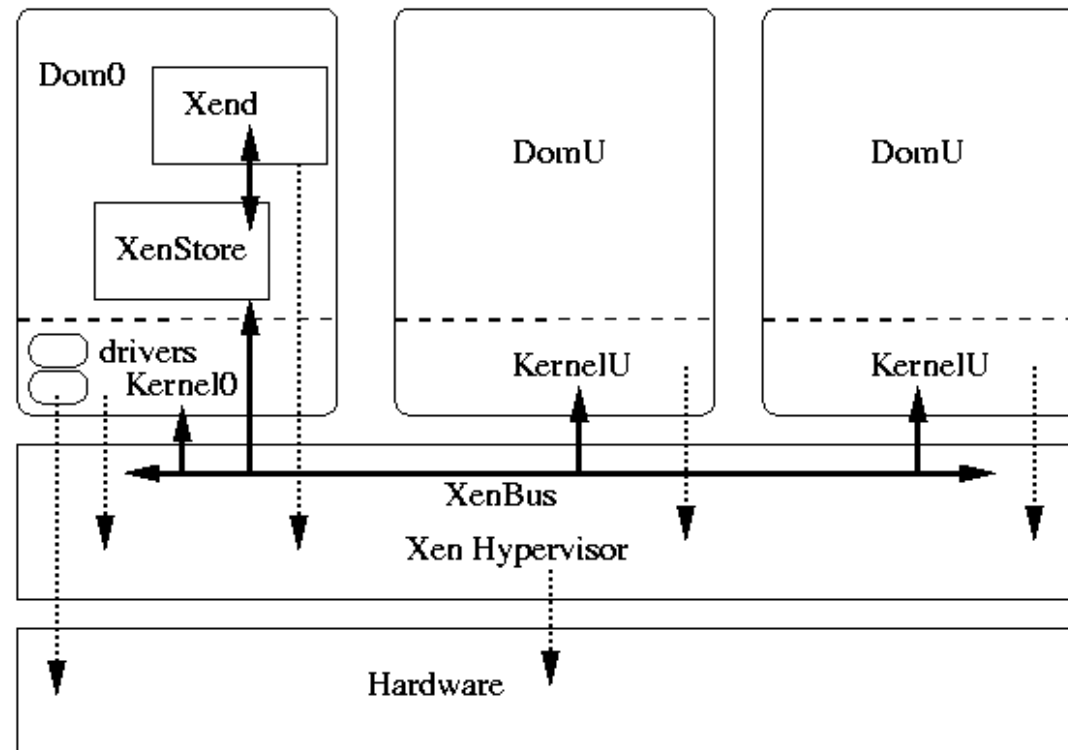 Dom0
Xend
XenStore
drivers
Kernel0
DomU
KernelU
DomU
KernelU
XenBus
Xen Hypervisor
Hardware